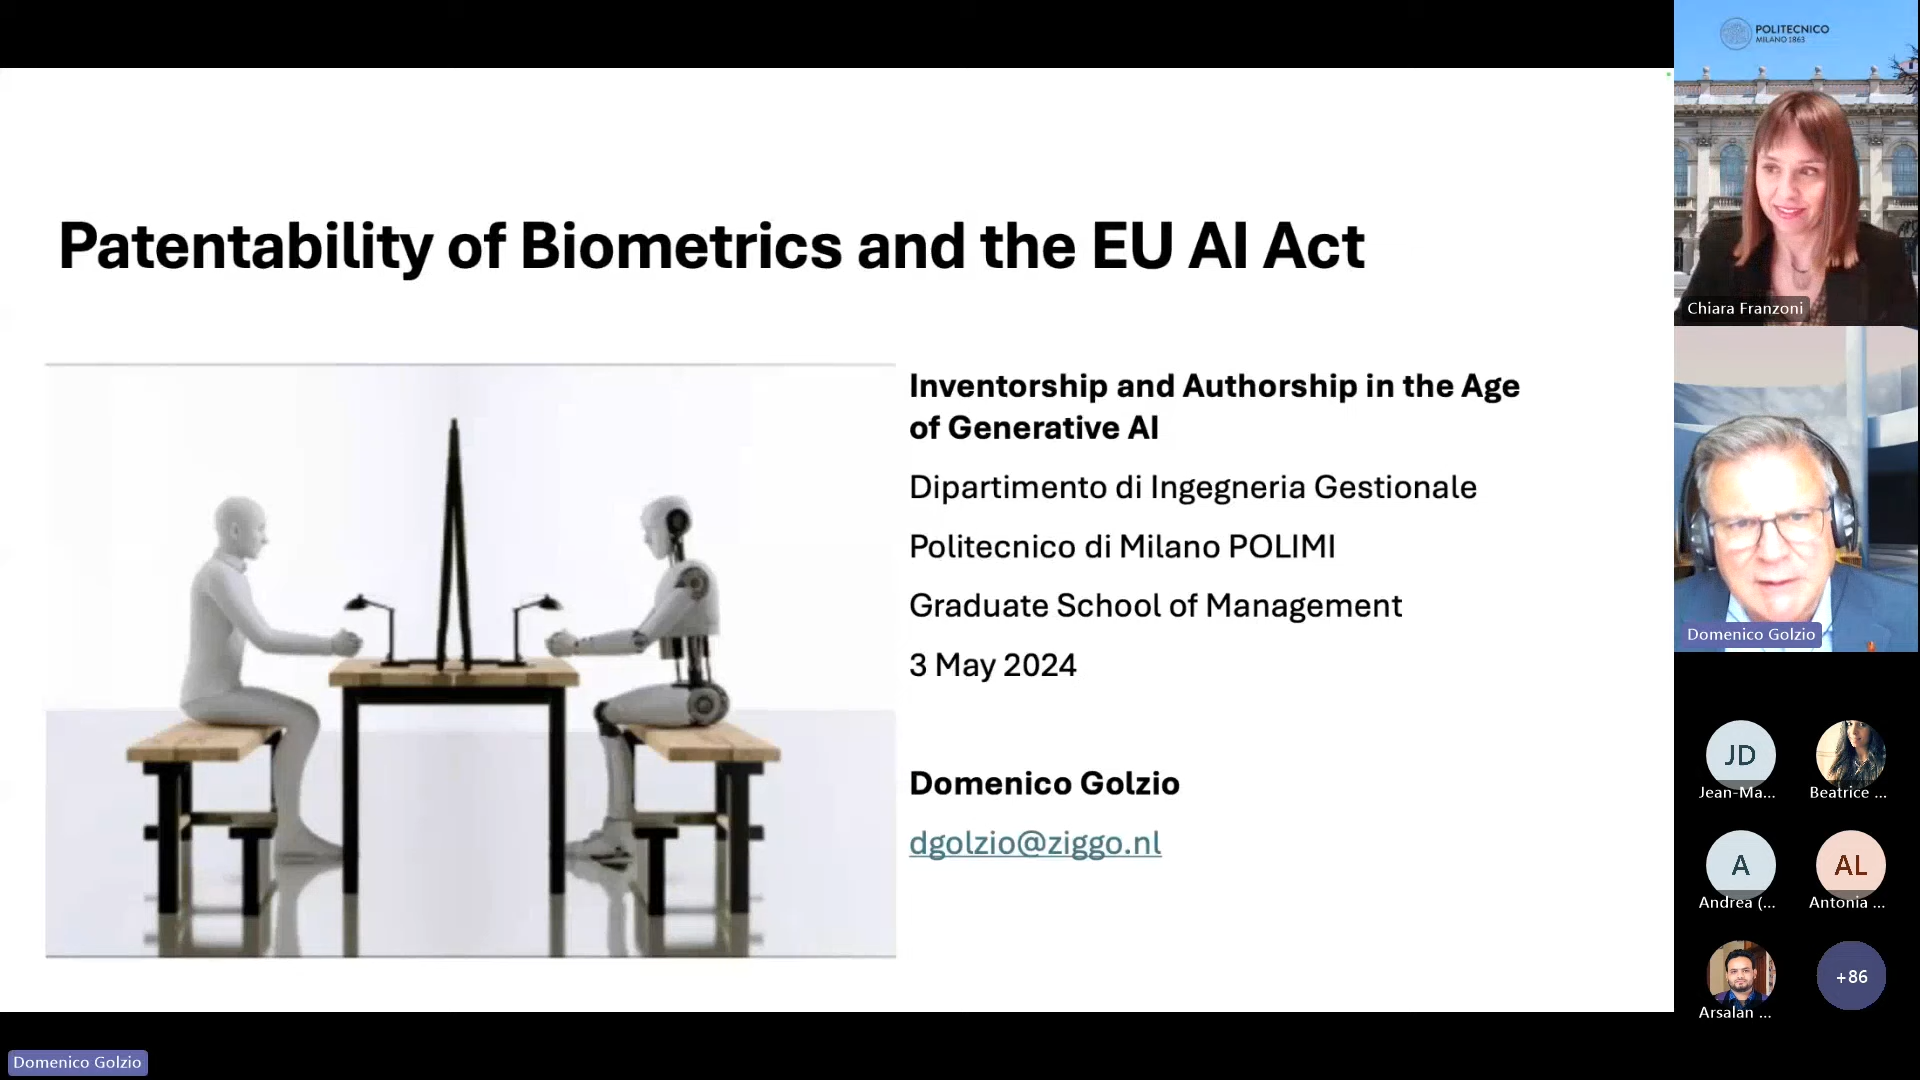 Patentability of Biometrics and the EU AI Act
Inventorship and Authorship in the Age
of Generative AI
Dipartimento di Ingegneria Gestionale
Politecnico di Milano POLIMI
Graduate School of Management
3 May 2024
Domenico Golzio
dgolzio@ziggo.nl
POLITECNICO
MILANO 1863
Chiara Franzoni
Domenico Golzio
JD
Jean-Ma...
Beatrice ...
A
Andrea (...
AL
Antonia ...
Arsalan ...
+86
Domenico Golzio